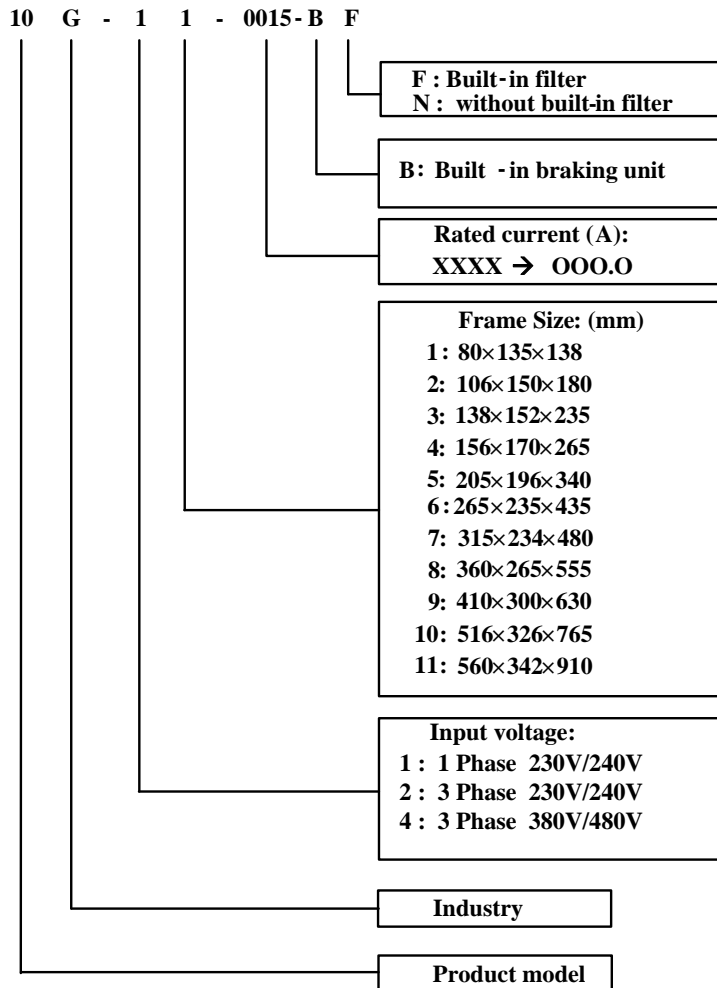 10 G - 1 1 - 0015-B F
F : Built-in filter
N : without built-in filter
B: Built - in braking unit
Rated current (A):
XXXX → OOO.O
Frame Size: (mm)
1: 80×135×138
2: 106×150×180
3: 138×152×235
4: 156×170×265
5: 205×196×340
6:265×235×435
7: 315×234×480
8: 360×265×555
9: 410×300×630
10: 516×326×765
11: 560×342×910
Input voltage:
1 : 1 Phase 230V/240V
2 : 3 Phase 230V/240V
4 : 3 Phase 380V/480V
Industry
Product model